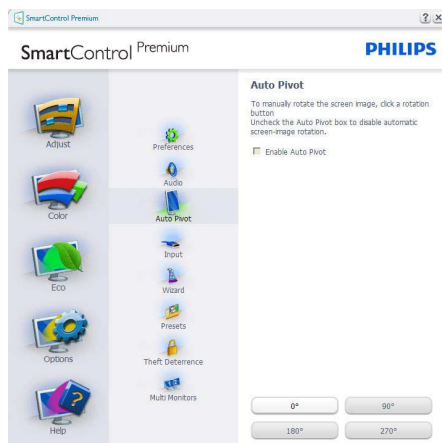 SmartControl Premium
SmartControl Premium
PHILIPS
Adjust
Color
Eco
Options
Help
Preferences
Audio
Auto Pivot
Input
Wizard
Presets
Theft Deterrence
Multi Monitors
Auto Pivot
To manually rotate the screen image, click a rotation
button
Uncheck the Auto Pivot box to disable automatic
screen-image rotation.
Enable Auto Pivot
0°
90°
180°
270°